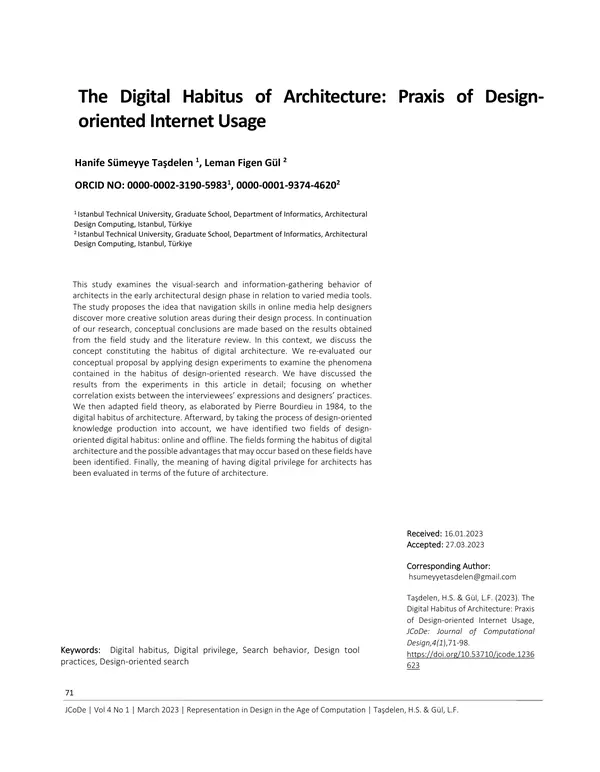 The Digital Habitus of Architecture: Praxis of Design-
oriented Internet Usage
Hanife Sümeyye Taşdelen ¹, Leman Figen Gül ²
ORCID NO: 0000-0002-3190-5983¹, 0000-0001-9374-4620²
¹ Istanbul Technical University, Graduate School, Department of Informatics, Architectural
Design Computing, Istanbul, Türkiye
² Istanbul Technical University, Graduate School, Department of Informatics, Architectural
Design Computing, Istanbul, Türkiye
This study examines the visual-search and information-gathering behavior of
architects in the early architectural design phase in relation to varied media tools.
The study proposes the idea that navigation skills in online media help designers
discover more creative solution areas during their design process. In continuation
of our research, conceptual conclusions are made based on the results obtained
from the field study and the literature review. In this context, we discuss the
concept constituting the habitus of digital architecture. We re-evaluated our
conceptual proposal by applying design experiments to examine the phenomena
contained in the habitus of design-oriented research. We have discussed the
results from the experiments in this article in detail; focusing on whether
correlation exists between the interviewees' expressions and designers' practices.
We then adapted field theory, as elaborated by Pierre Bourdieu in 1984, to the
digital habitus of architecture. Afterward, by taking the process of design-oriented
knowledge production into account, we have identified two fields of design-
oriented digital habitus: online and offline. The fields forming the habitus of digital
architecture and the possible advantages that may occur based on these fields have
been identified. Finally, the meaning of having digital privilege for architects has
been evaluated in terms of the future of architecture.
Received: 16.01.2023
Accepted: 27.03.2023
Corresponding Author:
hsumeyyetasdelen@gmail.com
Taşdelen, H.S. & Gül, L.F. (2023). The
Digital Habitus of Architecture: Praxis
of Design-oriented Internet Usage,
JCoDe: Journal of Computational
Design,4(1),71-98.
https://doi.org/10.53710/jcode.1236
623
Keywords: Digital habitus, Digital privilege, Search behavior, Design tool
practices, Design-oriented search
71
JCoDe | Vol 4 No 1 | March 2023 | Representation in Design in the Age of Computation | Taşdelen, H.S. & Gül, L.F.